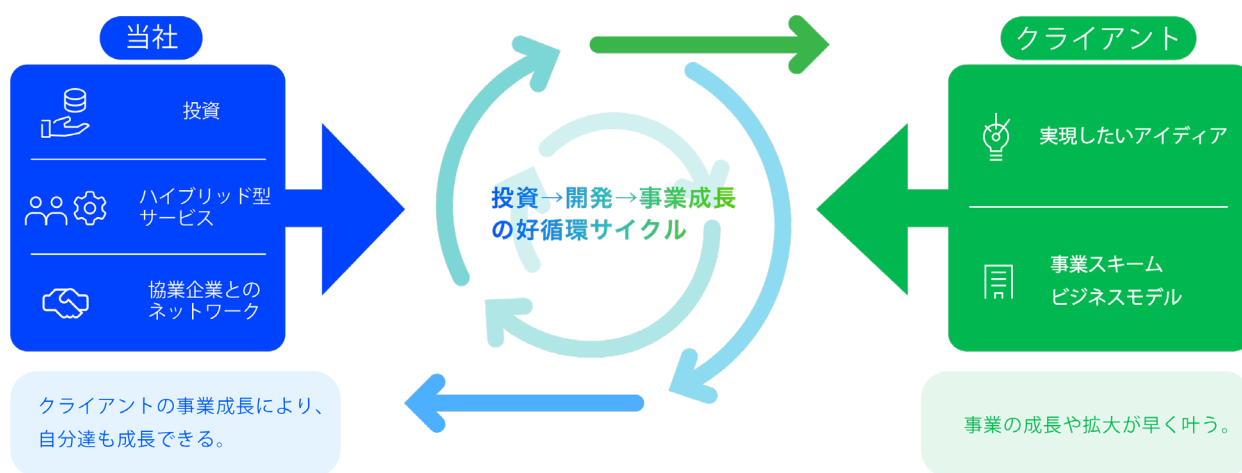 当社
投資
ハイブリッド型
サービス
協業企業との
ネットワーク
クライアントの事業成長により、
自分達も成長できる。
投資→開発→事業成長
の好循環サイクル
クライアント
実現したいアイディア
事業スキーム
ビジネスモデル
事業の成長や拡大が早く叶う。